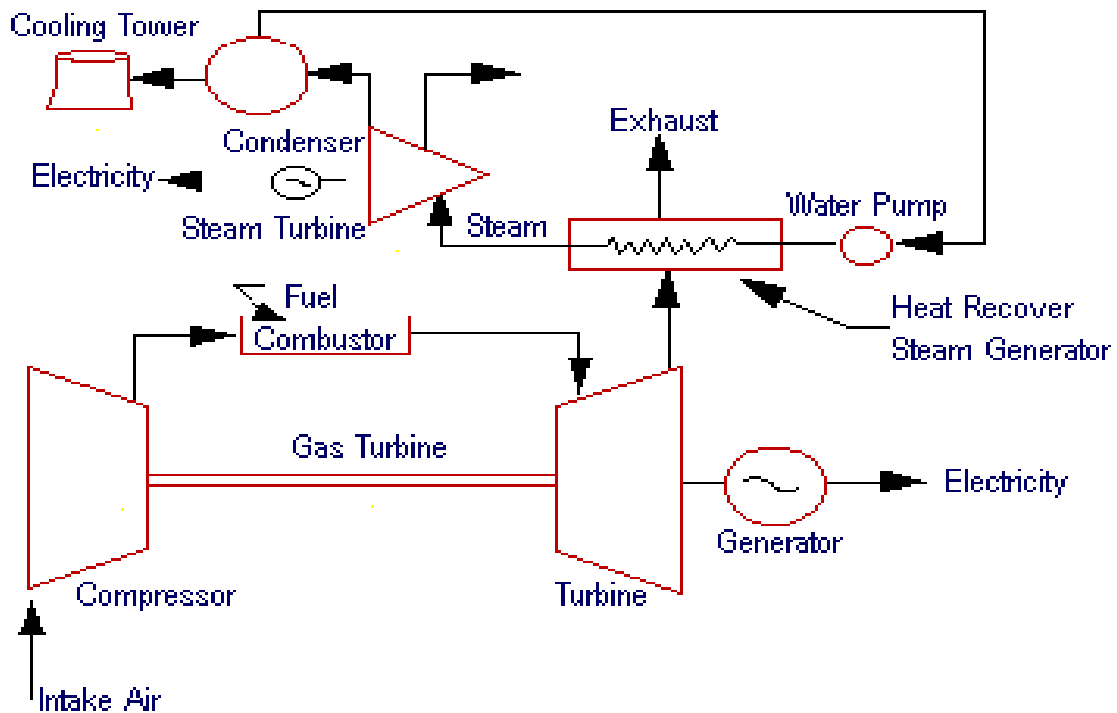 Cooling Tower
Exhaust
Condenser
Electricity
Water Pump
Steam Turbine
Steam
Fuel
Heat Recover
Steam Generator
Combustor
Gas Turbine
Electricity
Generator
Compressor
Turbine
Intake Air